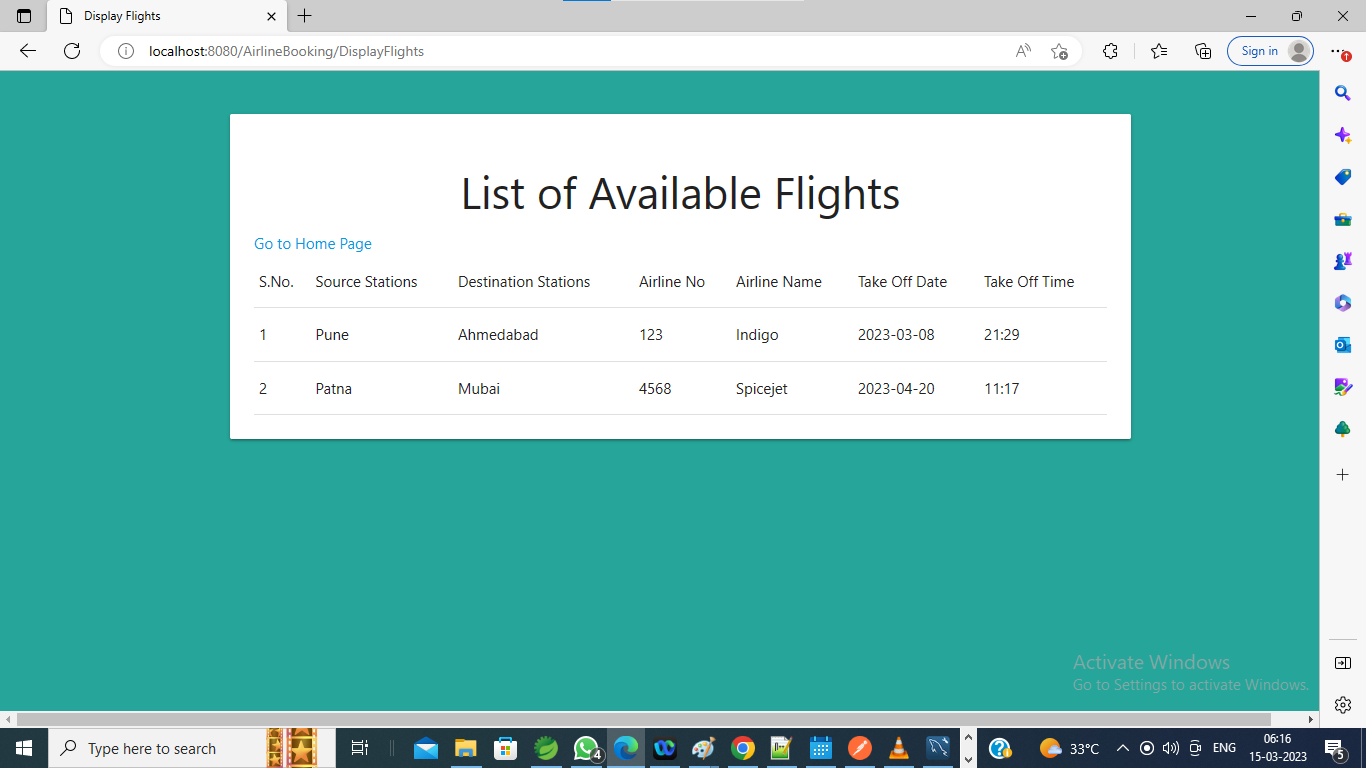 Display Flights
localhost:8080/AirlineBooking/DisplayFlights
Sign in
List of Available Flights
Go to Home Page
S.No. Source Stations Destination Stations Airline No Airline Name Take Off Date Take Off Time
1 Pune Ahmedabad 123 Indigo 2023-03-08 21:29
2 Patna Mubai 4568 Spicejet 2023-04-20 11:17
Activate Windows
Go to Settings to activate Windows.
Type here to search
4
33°C
ENG
06:16
15-03-2023
5